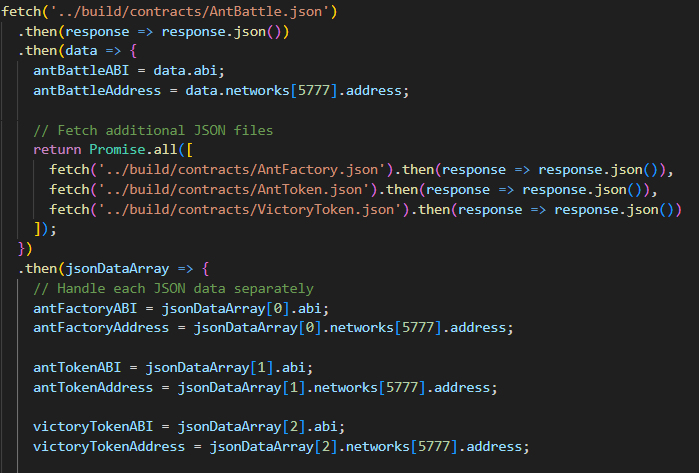 fetch('../build/contracts/AntBattle.json')
  .then(response => response.json())
  .then(data => {
    antBattleABI = data.abi;
    antBattleAddress = data.networks[5777].address;

    // Fetch additional JSON files
    return Promise.all([
      fetch('../build/contracts/AntFactory.json').then(response => response.json()),
      fetch('../build/contracts/AntToken.json').then(response => response.json()),
      fetch('../build/contracts/VictoryToken.json').then(response => response.json())
    ]);
  })
  .then(jsonDataArray => {
    // Handle each JSON data separately
    antFactoryABI = jsonDataArray[0].abi;
    antFactoryAddress = jsonDataArray[0].networks[5777].address;

    antTokenABI = jsonDataArray[1].abi;
    antTokenAddress = jsonDataArray[1].networks[5777].address;

    victoryTokenABI = jsonDataArray[2].abi;
    victoryTokenAddress = jsonDataArray[2].networks[5777].address;